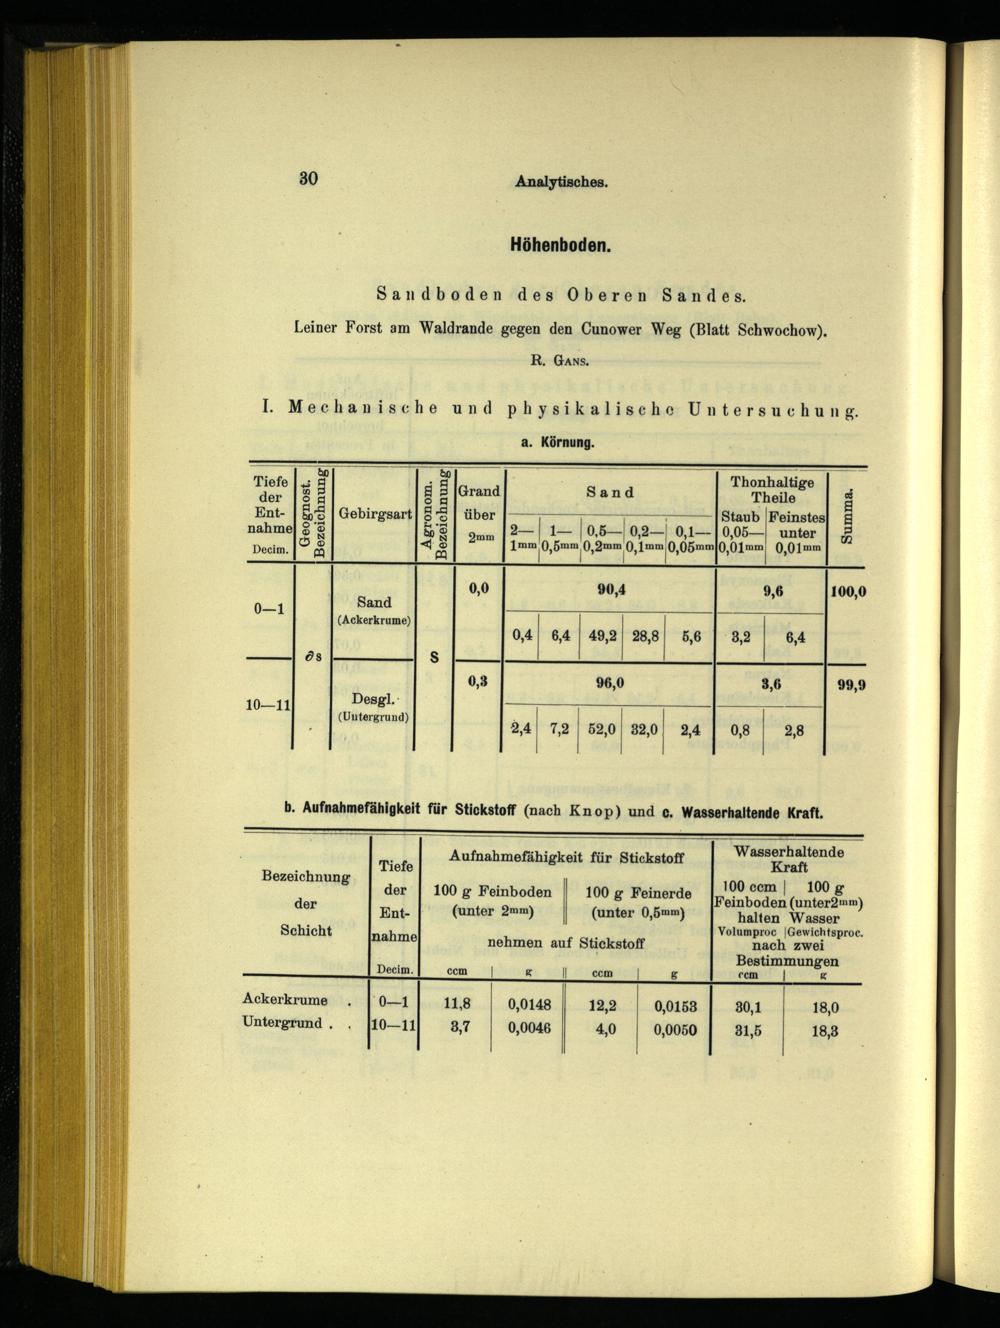 30
Analytisches.
Höhenboden.
Sandboden des Oberen Sandes.
Leiner Forst am Waldrande gegen den Cunower Weg (Blatt Schwochow).
R. Gans.
I. Mechanische und physikalische Untersuchung.
a. Körnung.
Tiefe der Ent-nahme Decim.
Geognost. Bezeichnung
Gebirgsart
Agronom. Bezeichnung
Grand über 2mm
Sand
2—1mm
1—0,5mm
0,5—0,2mm
0,2—0,1mm
0,1—0,05mm
Thonhaltige Theile
Staub 0,05—0,01mm
Feinstes unter 0,01mm
Summa.
0—1
∂s
Sand (Ackerkrume)
S
0,0
90,4
9,6
100,0
0,4 6,4 49,2 28,8 5,6 3,2 6,4
10—11
Desgl. (Untergrund)
0,3
96,0
3,6
99,9
2,4 7,2 52,0 32,0 2,4 0,8 2,8
b. Aufnahmefähigkeit für Stickstoff (nach Knop) und c. Wasserhaltende Kraft.
Bezeichnung der Schicht
Tiefe der Ent-nahme Decim.
Aufnahmefähigkeit für Stickstoff
100 g Feinboden (unter 2mm)
100 g Feinerde (unter 0,5mm)
nehmen auf Stickstoff
ccm g ccm g
Wasserhaltende Kraft
100 ccm | 100 g
Feinboden (unter 2mm)
halten Wasser
Volumproc | Gewichtsproc.
nach zwei
Bestimmungen
ccm g
Ackerkrume . 0—1 11,8 0,0148 12,2 0,0153 30,1 18,0
Untergrund . . 10—11 3,7 0,0046 4,0 0,0050 31,5 18,3